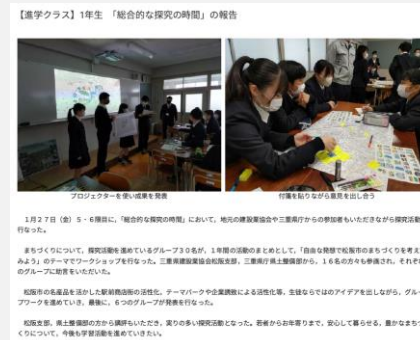 【進学クラス】1年生　「総合的な探究の時間」の報告
プロジェクターを使い成果を発表
付箋を貼りながら意見を出し合う
1月27日（金）5・6限目に、「総合的な探究の時間」において、地元の建設業協会や三重県庁からの参加者もいただきながら探究活動
行なった。
まちづくりについて、探究活動を進めているグループ30名が、1年間の活動のまとめとして、「自由な発想で松阪市のまちづくりを考え
みよう」のテーマでワークショップを行なった。三重県建設業協会松阪支部、三重県庁県土整備部から、16名の方々も参画され、それぞ
のグループに助言をいただいた。
松阪市の名産品を活かした駅前商店街の活性化、テーマパークや企業誘致による活性化等、生徒ならではのアイデアを出しながら、グル
プワークを進めていき、最後に、6つのグループが発表を行なった。
松阪支部、県土整備部の方から講評もいただき、実りの多い探究活動となった。若者からお年寄りまで、安心して暮らせる、豊かなまち
くりについて、今後も学習活動を進めていきたい。